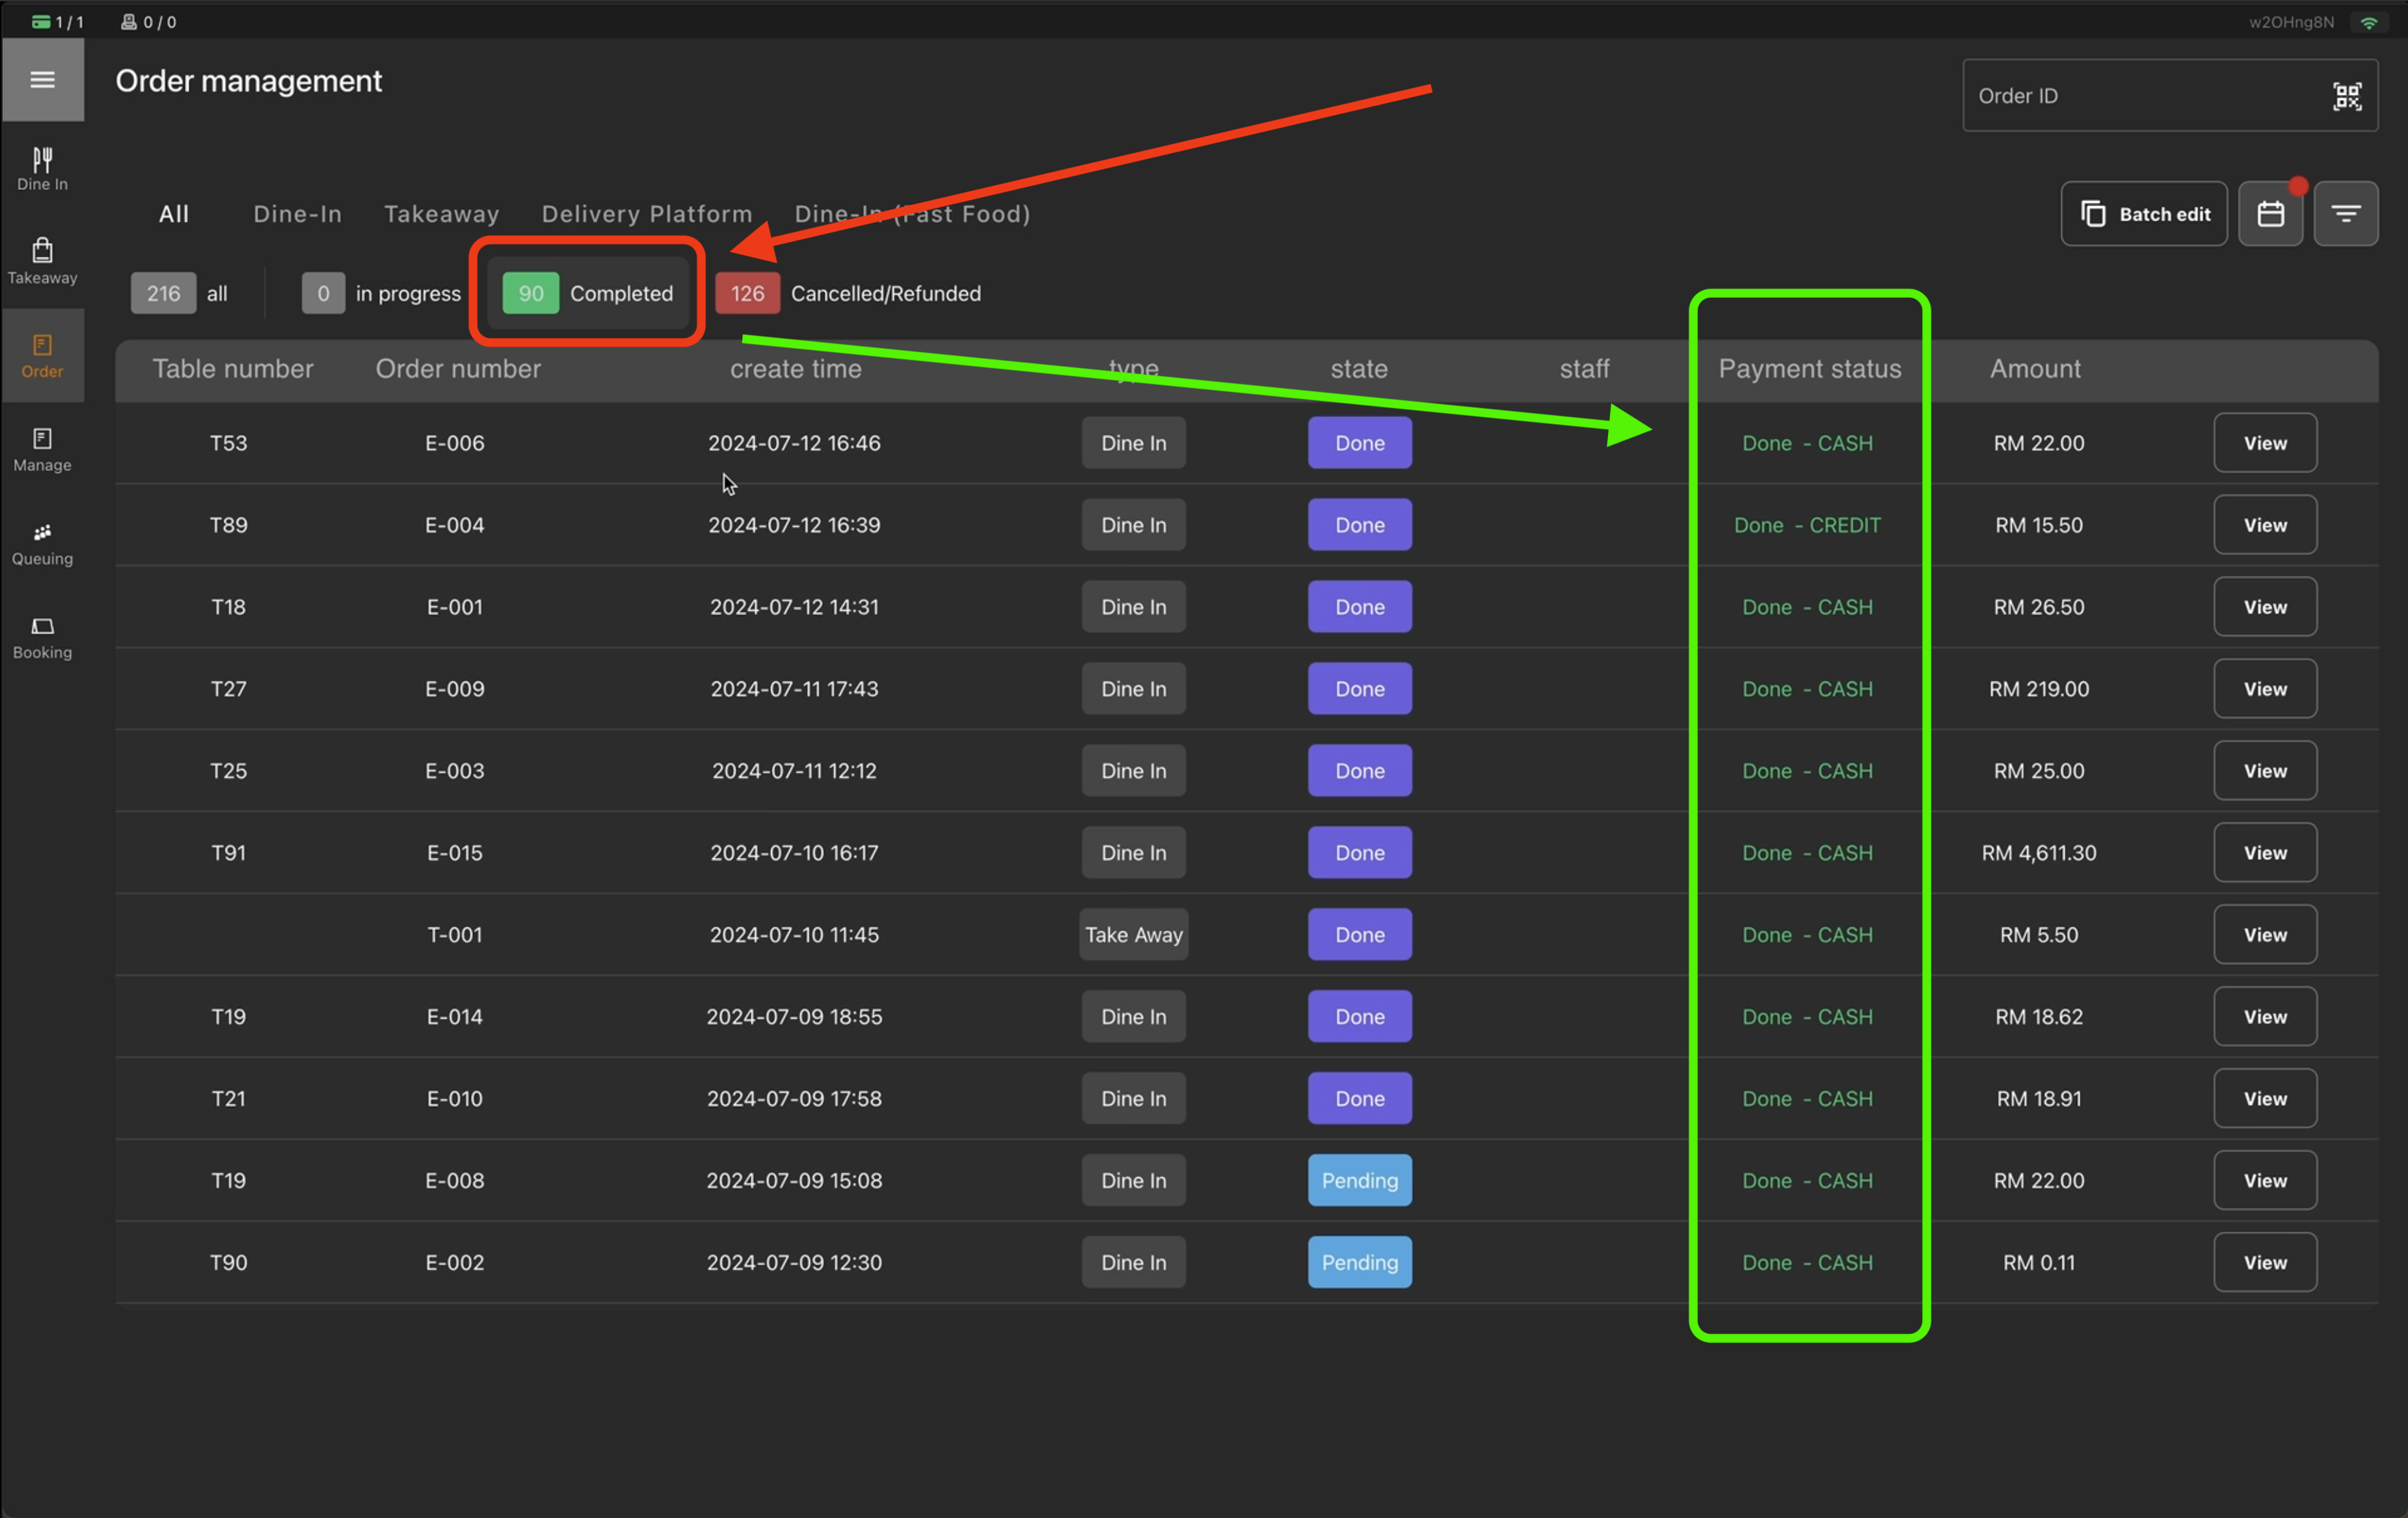 1 / 1 0 / 0 w2OHng8N
Order management
Order ID
Dine In
Takeaway
Order
Manage
Queuing
Booking
All Dine-In Takeaway Delivery Platform Dine-In (Fast Food)
Batch edit
216 all 0 in progress 90 Completed 126 Cancelled/Refunded
Table number Order number create time type state staff Payment status Amount
T53 E-006 2024-07-12 16:46 Dine In Done Done - CASH RM 22.00 View
T89 E-004 2024-07-12 16:39 Dine In Done Done - CREDIT RM 15.50 View
T18 E-001 2024-07-12 14:31 Dine In Done Done - CASH RM 26.50 View
T27 E-009 2024-07-11 17:43 Dine In Done Done - CASH RM 219.00 View
T25 E-003 2024-07-11 12:12 Dine In Done Done - CASH RM 25.00 View
T91 E-015 2024-07-10 16:17 Dine In Done Done - CASH RM 4,611.30 View
T-001 2024-07-10 11:45 Take Away Done Done - CASH RM 5.50 View
T19 E-014 2024-07-09 18:55 Dine In Done Done - CASH RM 18.62 View
T21 E-010 2024-07-09 17:58 Dine In Done Done - CASH RM 18.91 View
T19 E-008 2024-07-09 15:08 Dine In Pending Done - CASH RM 22.00 View
T90 E-002 2024-07-09 12:30 Dine In Pending Done - CASH RM 0.11 View